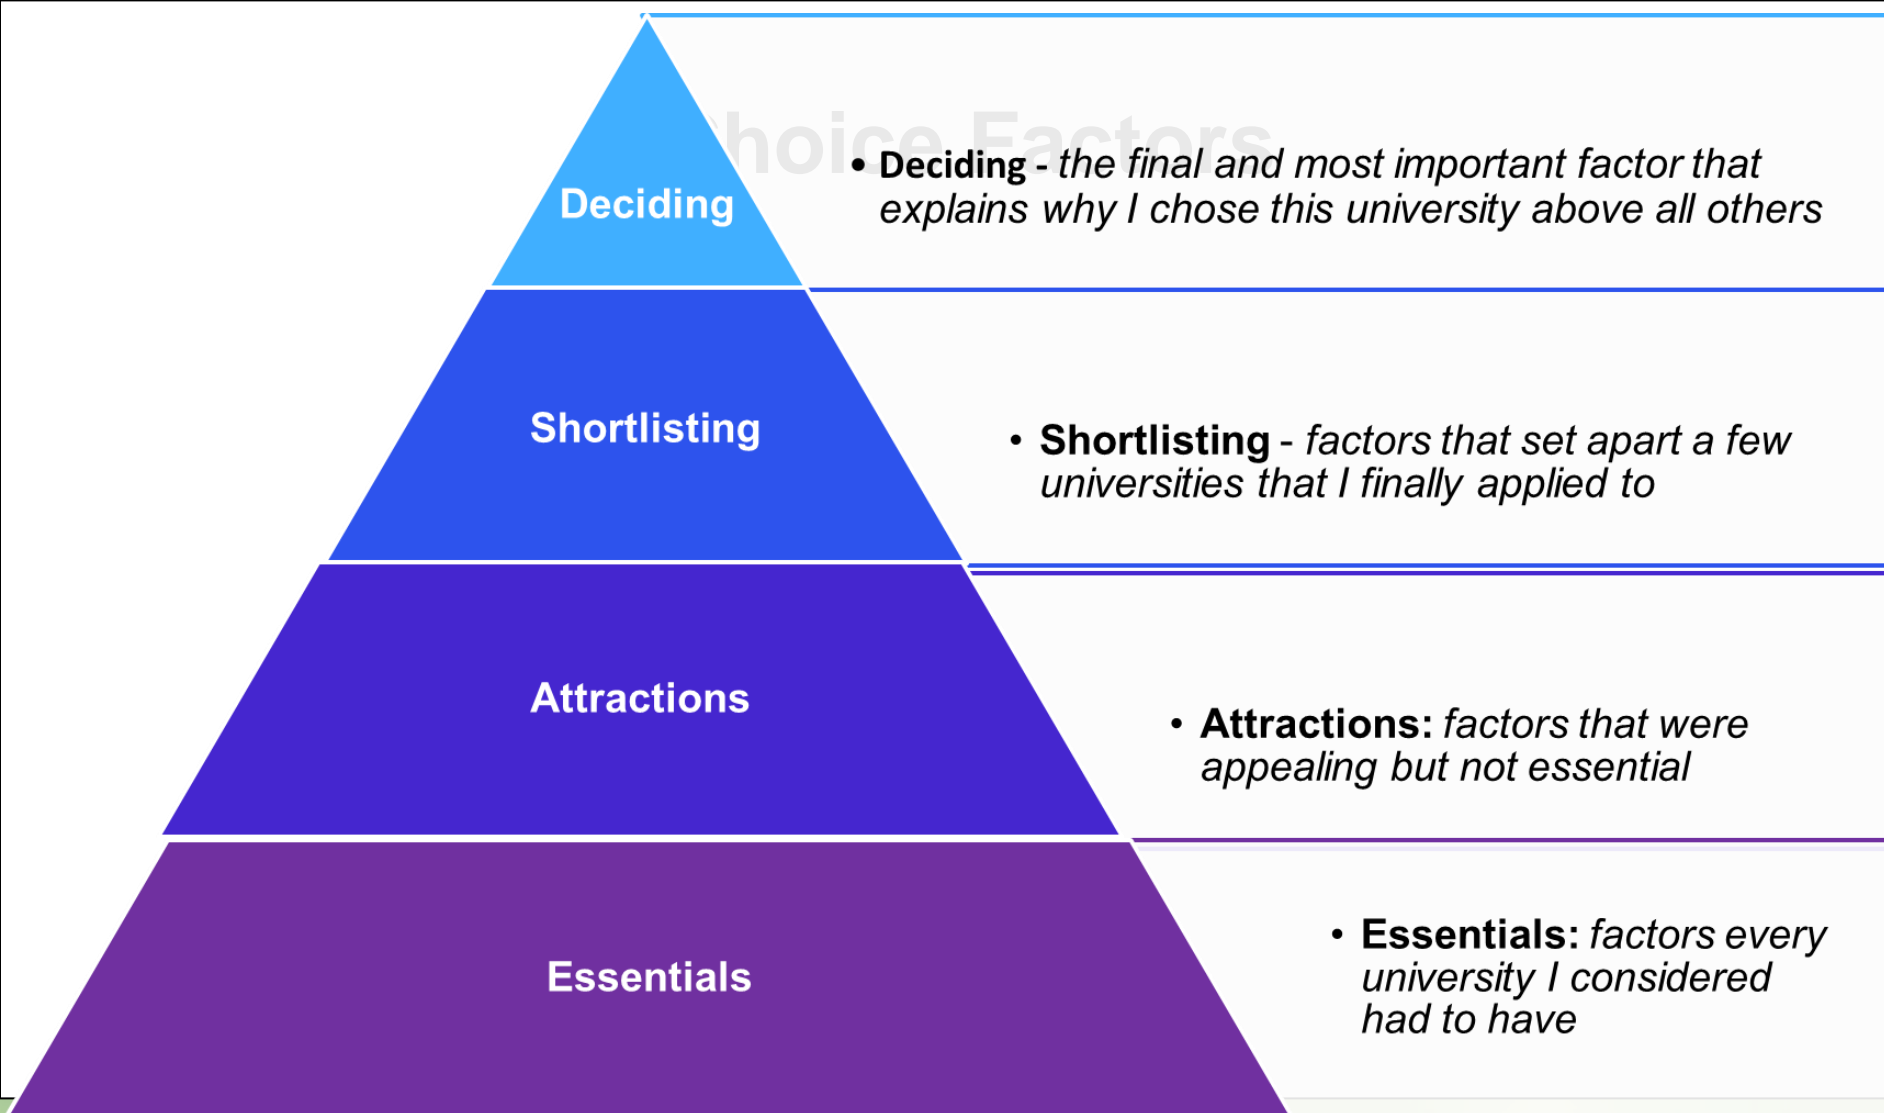 hoice Factors
Deciding
• Deciding - the final and most important factor that
explains why I chose this university above all others
Shortlisting
• Shortlisting - factors that set apart a few
universities that I finally applied to
Attractions
• Attractions: factors that were
appealing but not essential
Essentials
• Essentials: factors every
university I considered
had to have